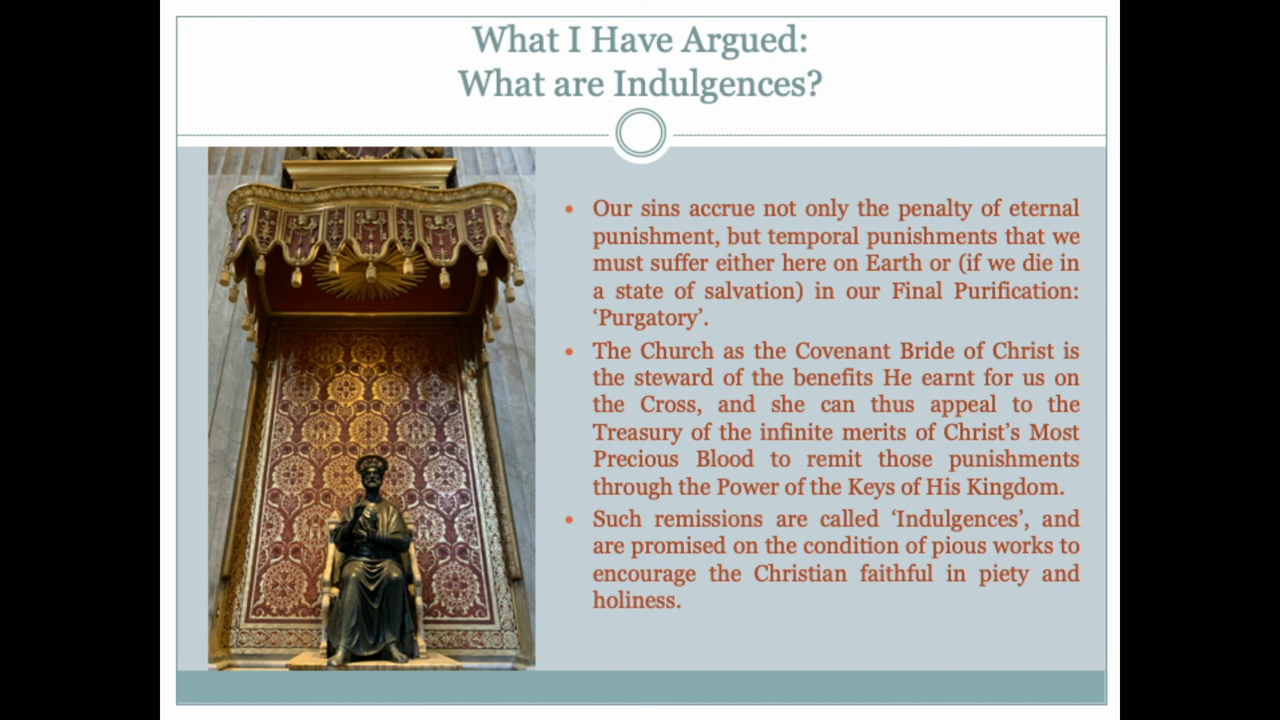 What I Have Argued:
What are Indulgences?
• Our sins accrue not only the penalty of eternal
punishment, but temporal punishments that we
must suffer either here on Earth or (if we die in
a state of salvation) in our Final Purification:
‘Purgatory’.
• The Church as the Covenant Bride of Christ is
the steward of the benefits He earnt for us on
the Cross, and she can thus appeal to the
Treasury of the infinite merits of Christ’s Most
Precious Blood to remit those punishments
through the Power of the Keys of His Kingdom.
• Such remissions are called ‘Indulgences’, and
are promised on the condition of pious works to
encourage the Christian faithful in piety and
holiness.